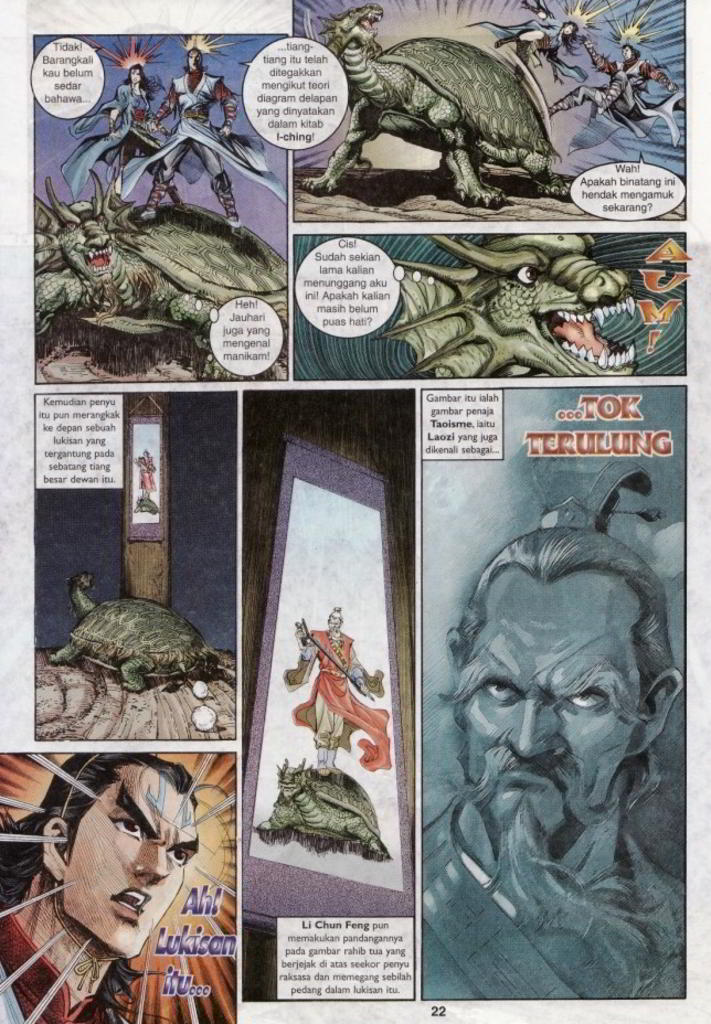 Tidak!
Barangkali
kau belum
sedar
bahawa...
...tiang-
tiang itu telah
ditegakkan
mengikut teori
diagram delapan
yang dinyatakan
dalam kitab
I-ching!
Heh!
Jauhari
juga yang
mengenal
manikam!
Wah!
Apakah binatang ini
hendak mengamuk
sekarang?
Cis!
Sudah sekian
lama kalian
menunggang aku
ini! Apakah kalian
masih belum
puas hati?
AUM!
Kemudian penyu
itu pun merangkak
ke depan sebuah
lukisan yang
tergantung pada
sebatang tiang
besar dewan itu.
Li Chun Feng pun
memakukan pandangannya
pada gambar rahib tua yang
berjejak di atas seekor penyu
raksasa dan memegang sebilah
pedang dalam lukisan itu.
Gambar itu ialah
gambar penaja
Taoisme, iaitu
Laozi yang juga
dikenali sebagai...
...TOK
TERULUNG
Ah!
Lukisan
itu...
22